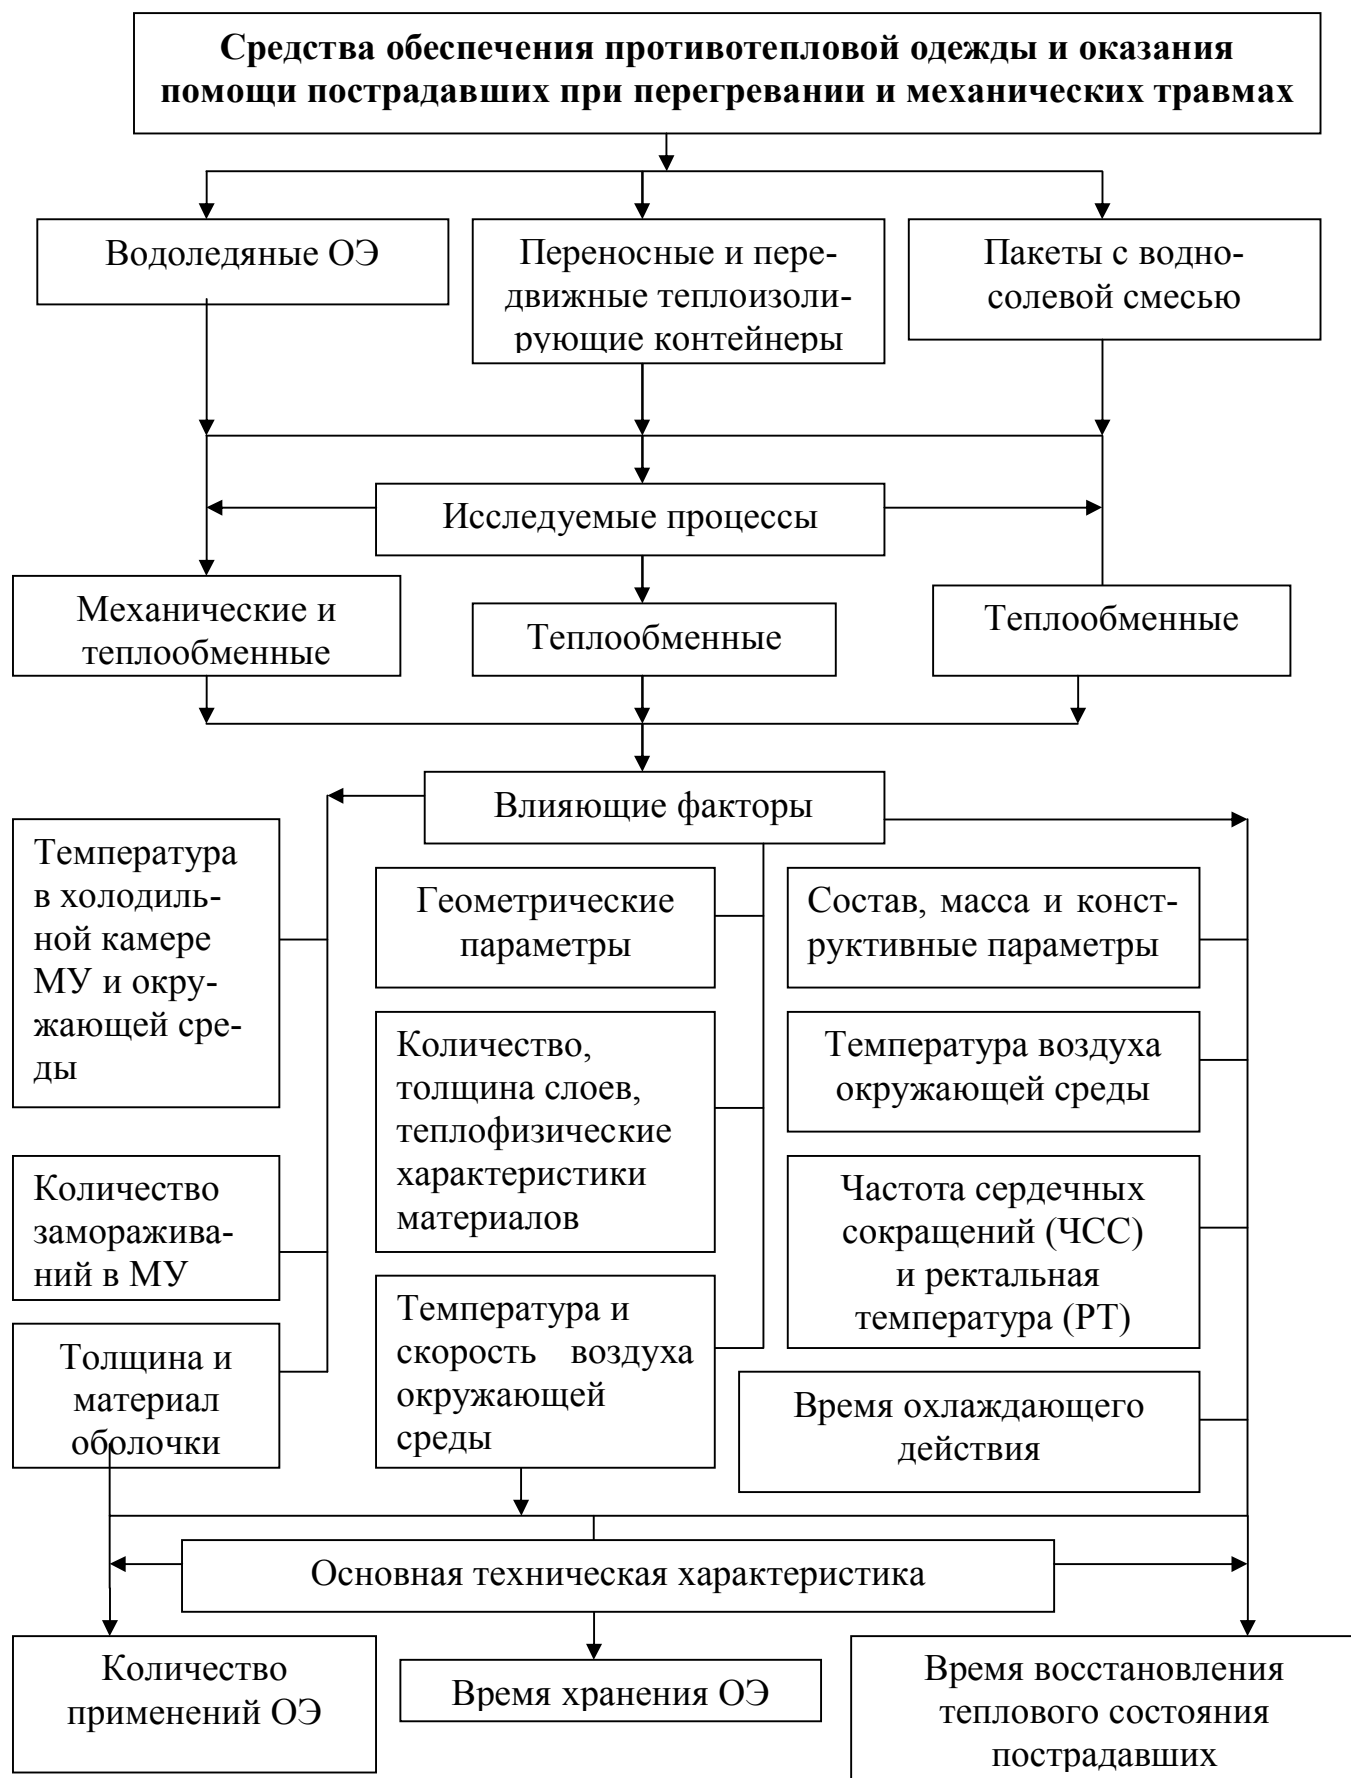 Средства обеспечения противотепловой одежды и оказания
помощи пострадавших при перегревании и механических травмах
Водоледяные ОЭ
Переносные и пере-
движные теплоизоли-
рующие контейнеры
Пакеты с водно-
солевой смесью
Исследуемые процессы
Механические и
теплообменные
Теплообменные
Теплообменные
Влияющие факторы
Температура
в холодиль-
ной камере
МУ и окру-
жающей сре-
ды
Количество
заморажива-
ний в МУ
Толщина и
материал
оболочки
Геометрические
параметры
Количество,
толщина слоев,
теплофизические
характеристики
материалов
Температура и
скорость воздуха
окружающей
среды
Состав, масса и конст-
руктивные параметры
Температура воздуха
окружающей среды
Частота сердечных
сокращений (ЧСС)
и ректальная
температура (РТ)
Время охлаждающего
действия
Основная техническая характеристика
Количество
применений ОЭ
Время хранения ОЭ
Время восстановления
теплового состояния
пострадавших